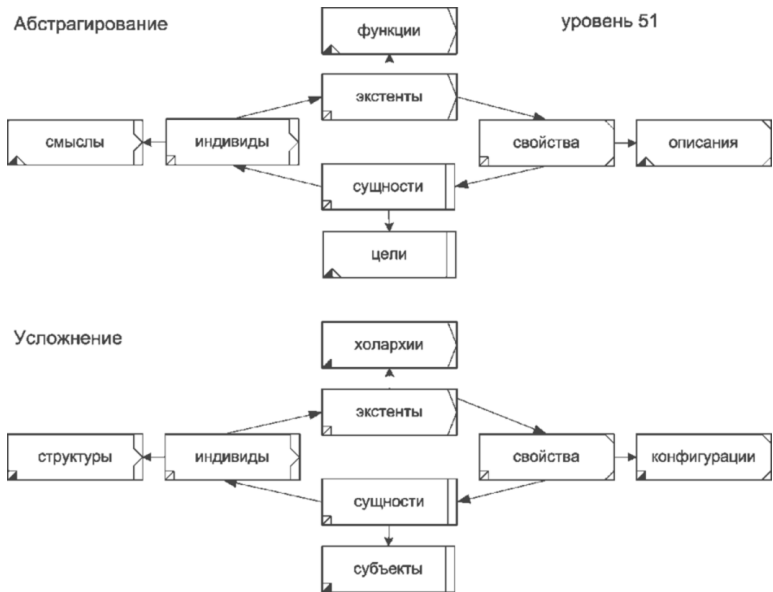 Абстрагирование
уровень 51
функции
экстенты
смыслы
индивиды
свойства
описания
сущности
цели
Усложнение
холархии
экстенты
структуры
индивиды
свойства
конфигурации
сущности
субъекты